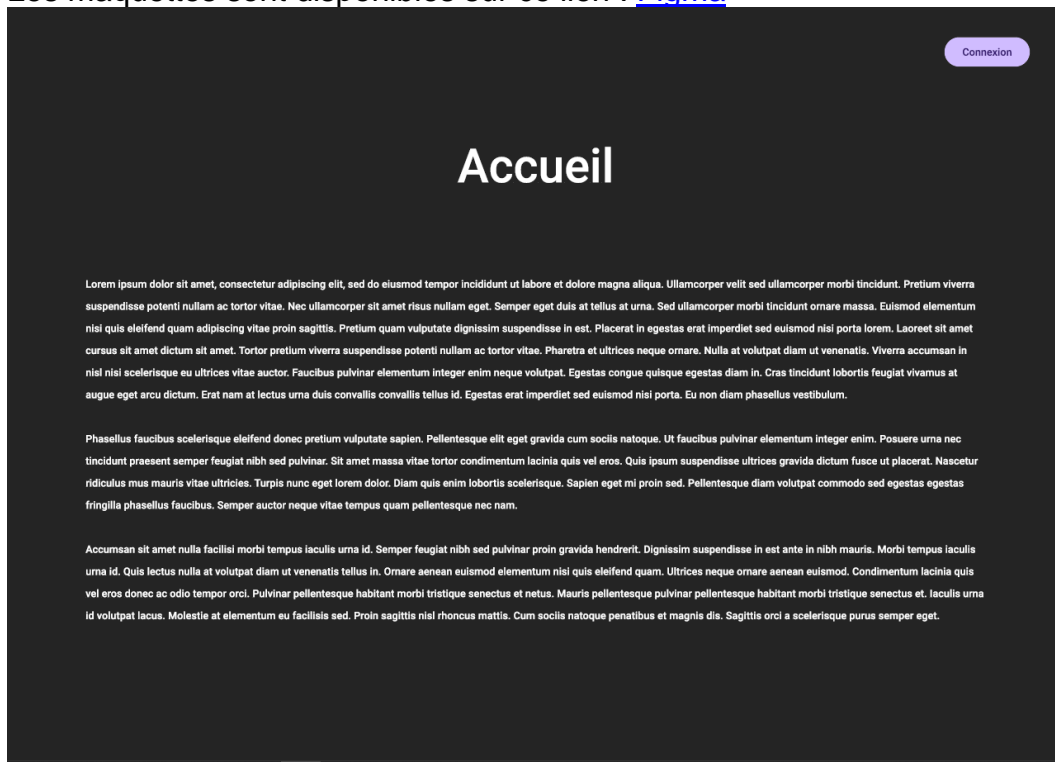 Les maquettes sont disponibles sur ce lien : Figma
Connexion
Accueil
Lorem ipsum dolor sit amet, consectetur adipiscing elit, sed do eiusmod tempor incididunt ut labore et dolore magna aliqua. Ullamcorper velit sed ullamcorper morbi tincidunt. Pretium viverra
suspendisse potenti nullam ac tortor vitae. Nec ullamcorper sit amet risus nullam eget. Semper eget duis at tellus at urna. Sed ullamcorper morbi tincidunt ornare massa. Euismod elementum
nisi quis eleifend quam adipiscing vitae proin sagittis. Pretium quam vulputate dignissim suspendisse in est. Placerat in egestas erat imperdiet sed euismod nisi porta lorem. Laoreet sit amet
cursus sit amet dictum sit amet. Tortor pretium viverra suspendisse potenti nullam ac tortor vitae. Pharetra et ultrices neque ornare. Nulla at volutpat diam ut venenatis. Viverra accumsan in
nisl nisi scelerisque eu ultrices vitae auctor. Faucibus pulvinar elementum integer enim neque volutpat. Egestas congue quisque egestas diam in. Cras tincidunt lobortis feugiat vivamus at
augue eget arcu dictum. Erat nam at lectus urna duis convallis convallis tellus id. Egestas erat imperdiet sed euismod nisi porta. Eu non diam phasellus vestibulum.
Phasellus faucibus scelerisque eleifend donec pretium vulputate sapien. Pellentesque elit eget gravida cum sociis natoque. Ut faucibus pulvinar elementum integer enim. Posuere urna nec
tincidunt praesent semper feugiat nibh sed pulvinar. Sit amet massa vitae tortor condimentum lacinia quis vel eros. Quis ipsum suspendisse ultrices gravida dictum fusce ut placerat. Nascetur
ridiculus mus mauris vitae ultricies. Turpis nunc eget lorem dolor. Diam quis enim lobortis scelerisque. Sapien eget mi proin sed. Pellentesque diam volutpat commodo sed egestas egestas
fringilla phasellus faucibus. Semper auctor neque vitae tempus quam pellentesque nec nam.
Accumsan sit amet nulla facilisi morbi tempus iaculis urna id. Semper feugiat nibh sed pulvinar proin gravida hendrerit. Dignissim suspendisse in est ante in nibh mauris. Morbi tempus iaculis
urna id. Quis lectus nulla at volutpat diam ut venenatis tellus in. Ornare aenean euismod elementum nisi quis eleifend quam. Ultrices neque ornare aenean euismod. Condimentum lacinia quis
vel eros donec ac odio tempor orci. Pulvinar pellentesque habitant morbi tristique senectus et netus. Mauris pellentesque pulvinar pellentesque habitant morbi tristique senectus et. Iaculis urna
id volutpat lacus. Molestie at elementum eu facilisis sed. Proin sagittis nisl rhoncus mattis. Cum sociis natoque penatibus et magnis dis. Sagittis orci a scelerisque purus semper eget.